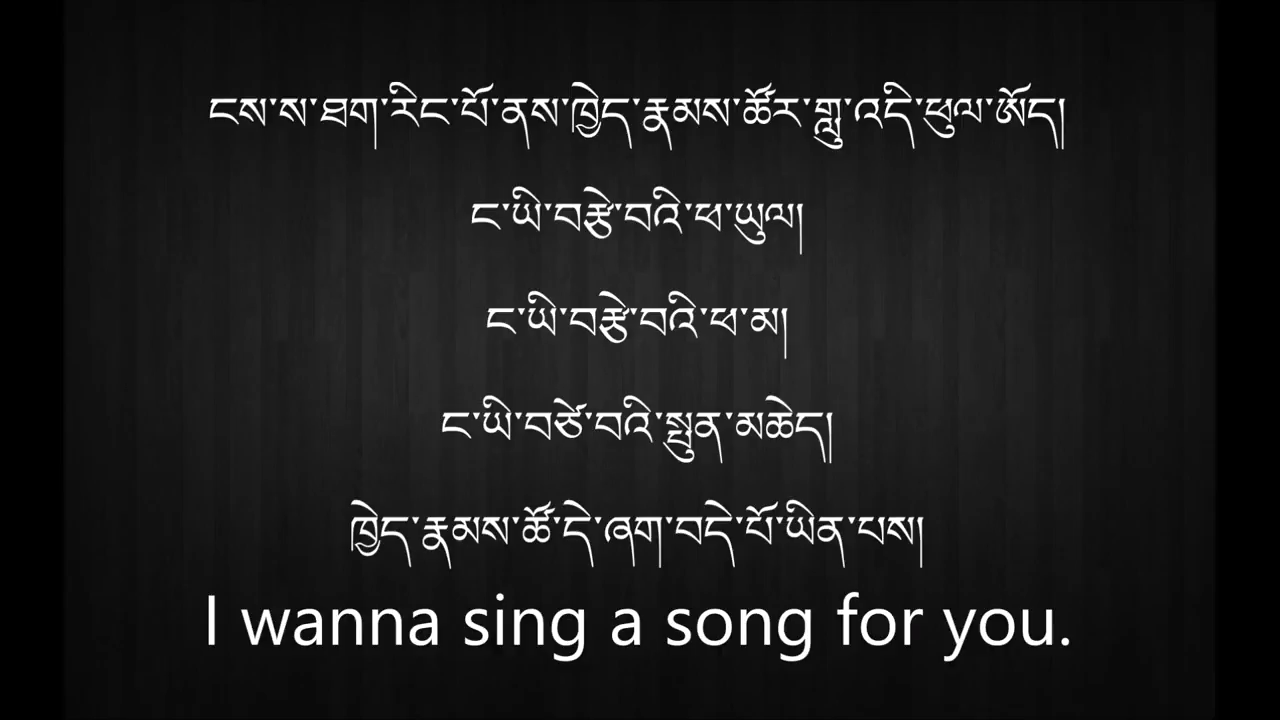 ངས་ས་ཐག་རིང་པོ་ནས་ཁྱེད་རྣམས་ཚོར་གླུ་འདི་ཕུལ་ཨོད།
ང་ཡི་བརྩེ་བའི་ཕ་ཡུལ།
ང་ཡི་བརྩེ་བའི་ཕ་མ།
ང་ཡི་བཙེ་བའི་སྤུན་མཆེད།
ཁྱེད་རྣམས་ཚོ་དེ་ཞག་བདེ་པོ་ཡིན་པས།
I wanna sing a song for you.